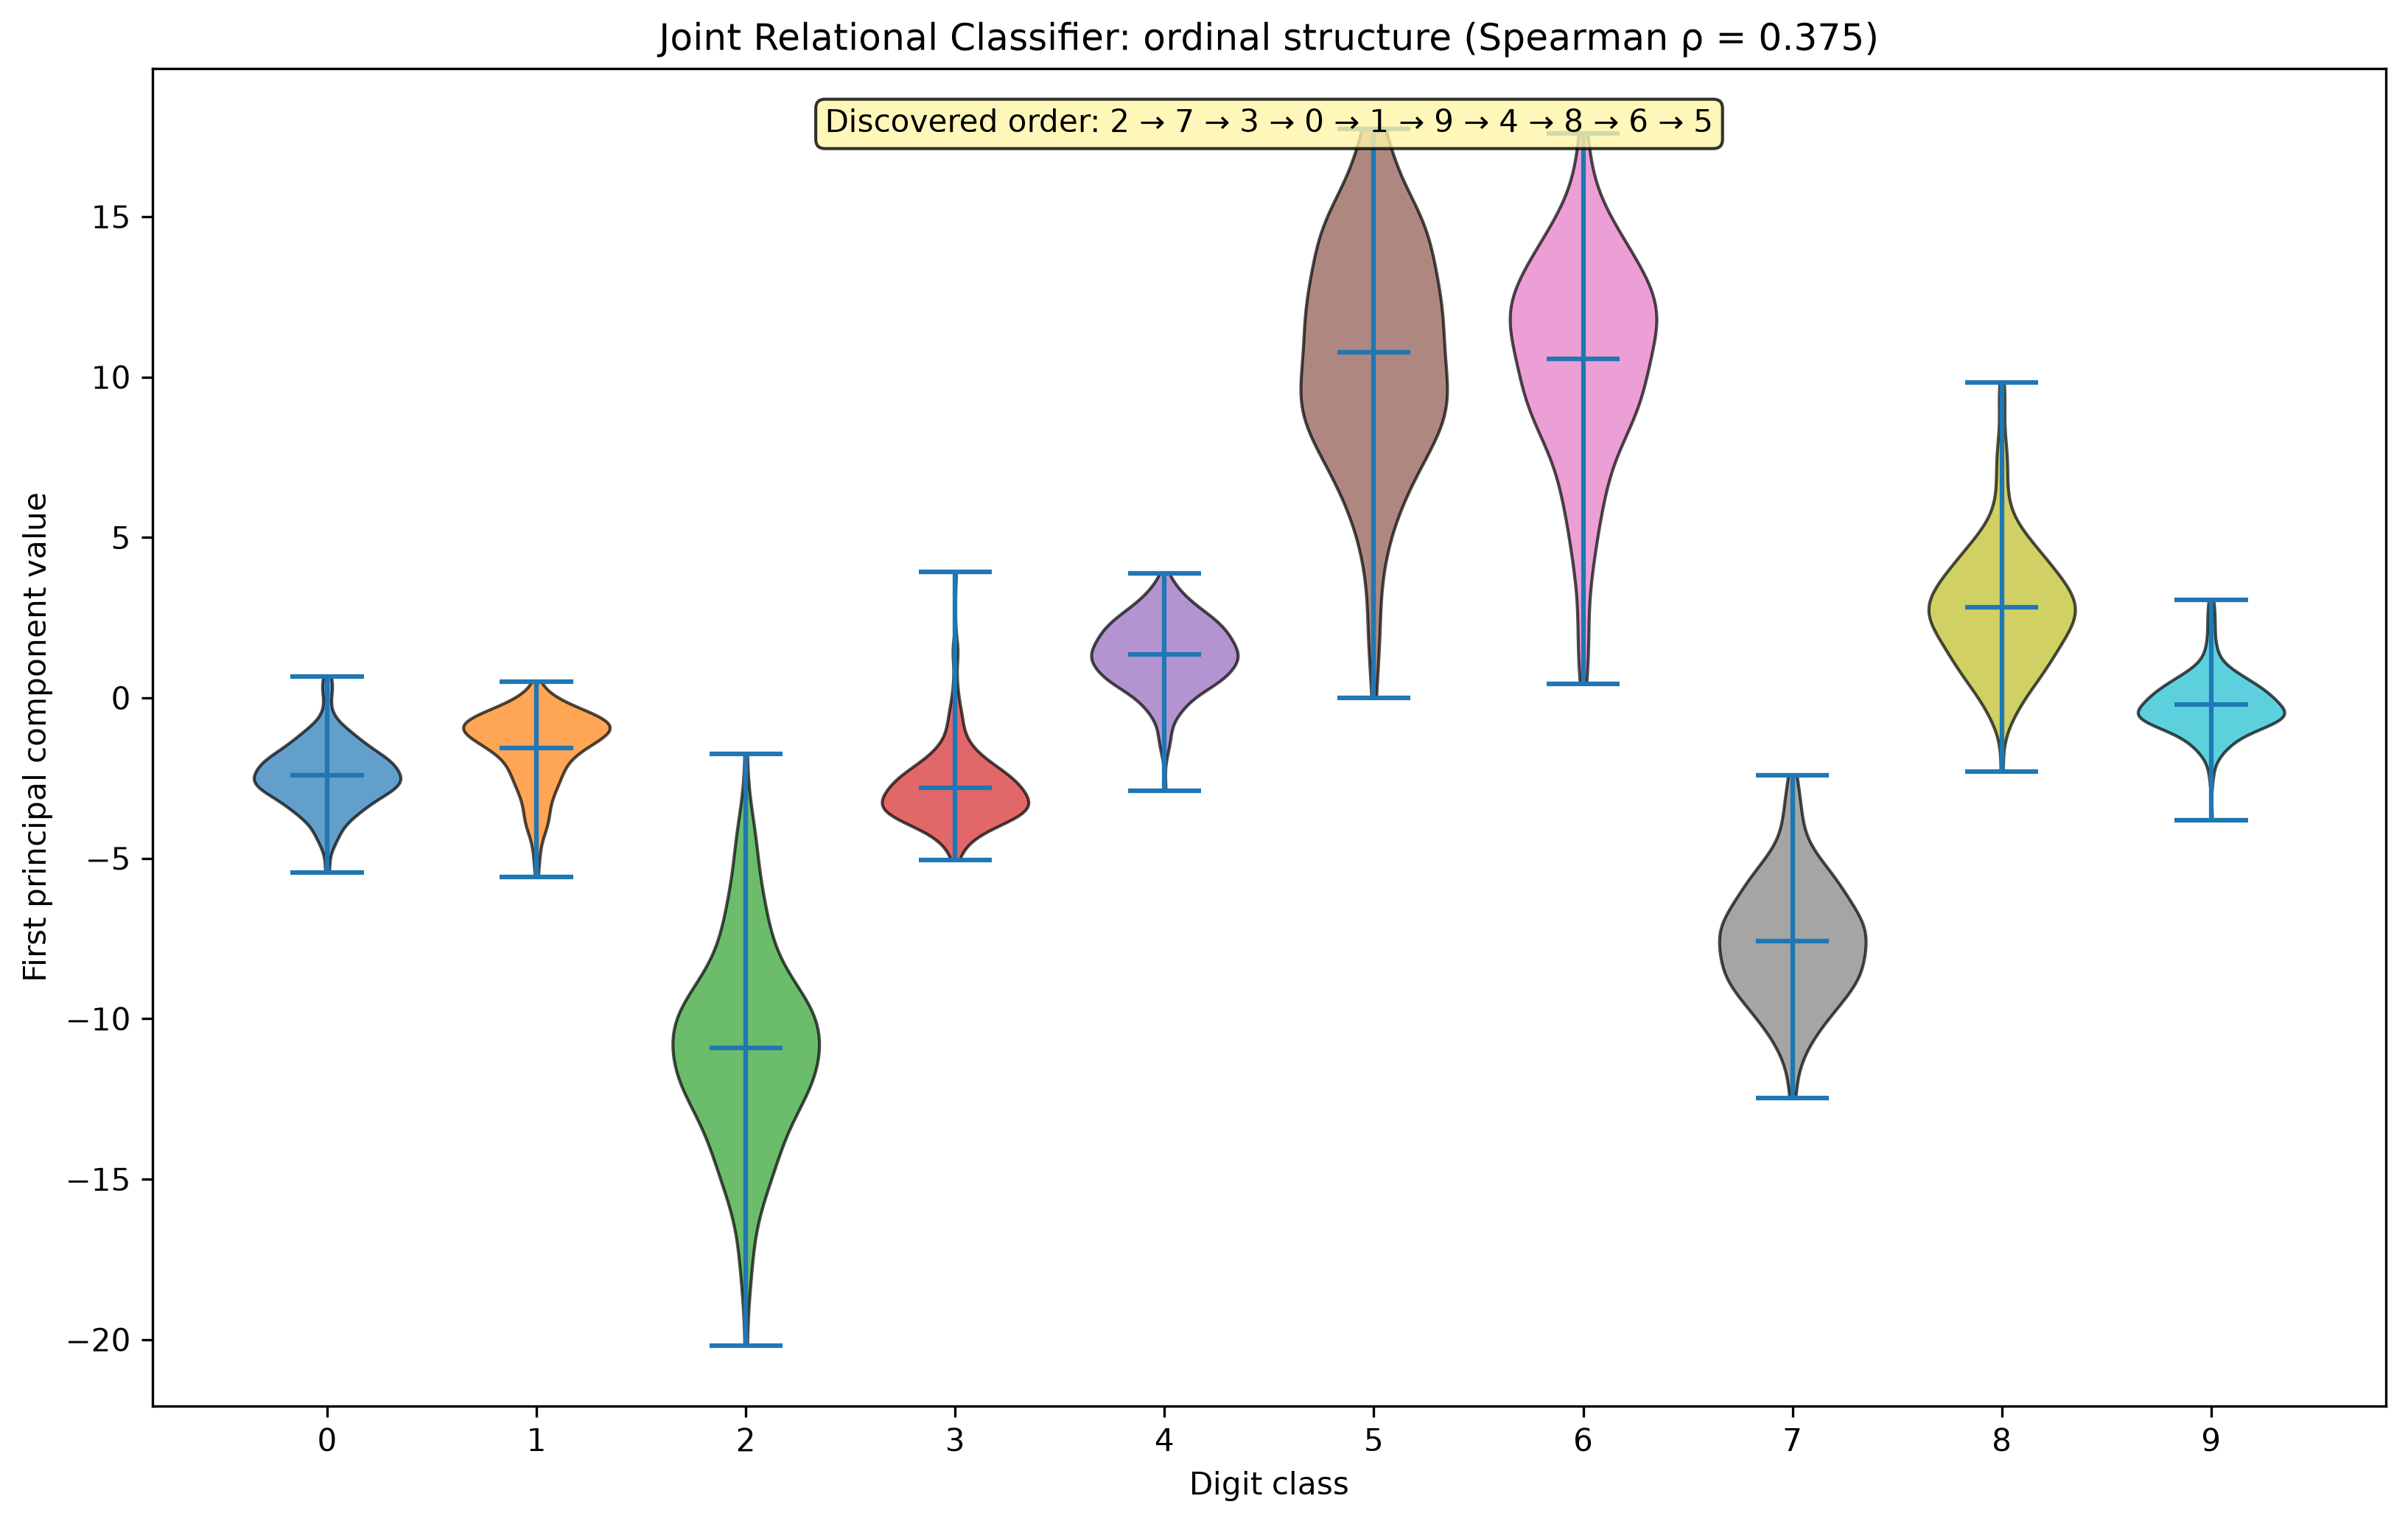 Joint Relational Classifier: ordinal structure (Spearman ρ = 0.375)
Discovered order: 2 → 7 → 3 → 0 → 1 → 9 → 4 → 8 → 6 → 5
First principal component value
15
10
5
0
−5
−10
−15
−20
0 1 2 3 4 5 6 7 8 9
Digit class